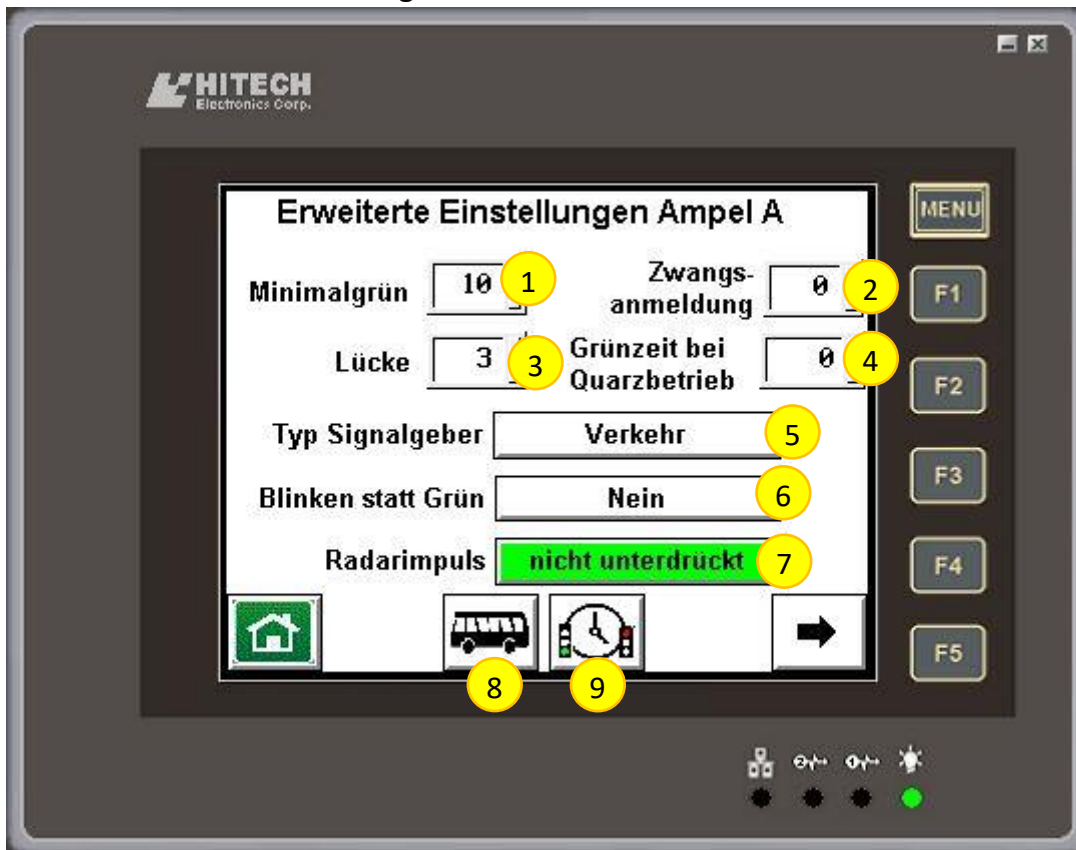 HITECH
Electronics Corp.
Erweiterte Einstellungen Ampel A
MENU
Minimalgrün 10 1 Zwangs-
anmeldung 0 2
F1
Lücke 3 3 Grünzeit bei
Quarzbetrieb 0 4
F2
Typ Signalgeber Verkehr 5
Blinken statt Grün Nein 6
F3
Radarimpuls nicht unterdrückt 7
F4
8 9
F5